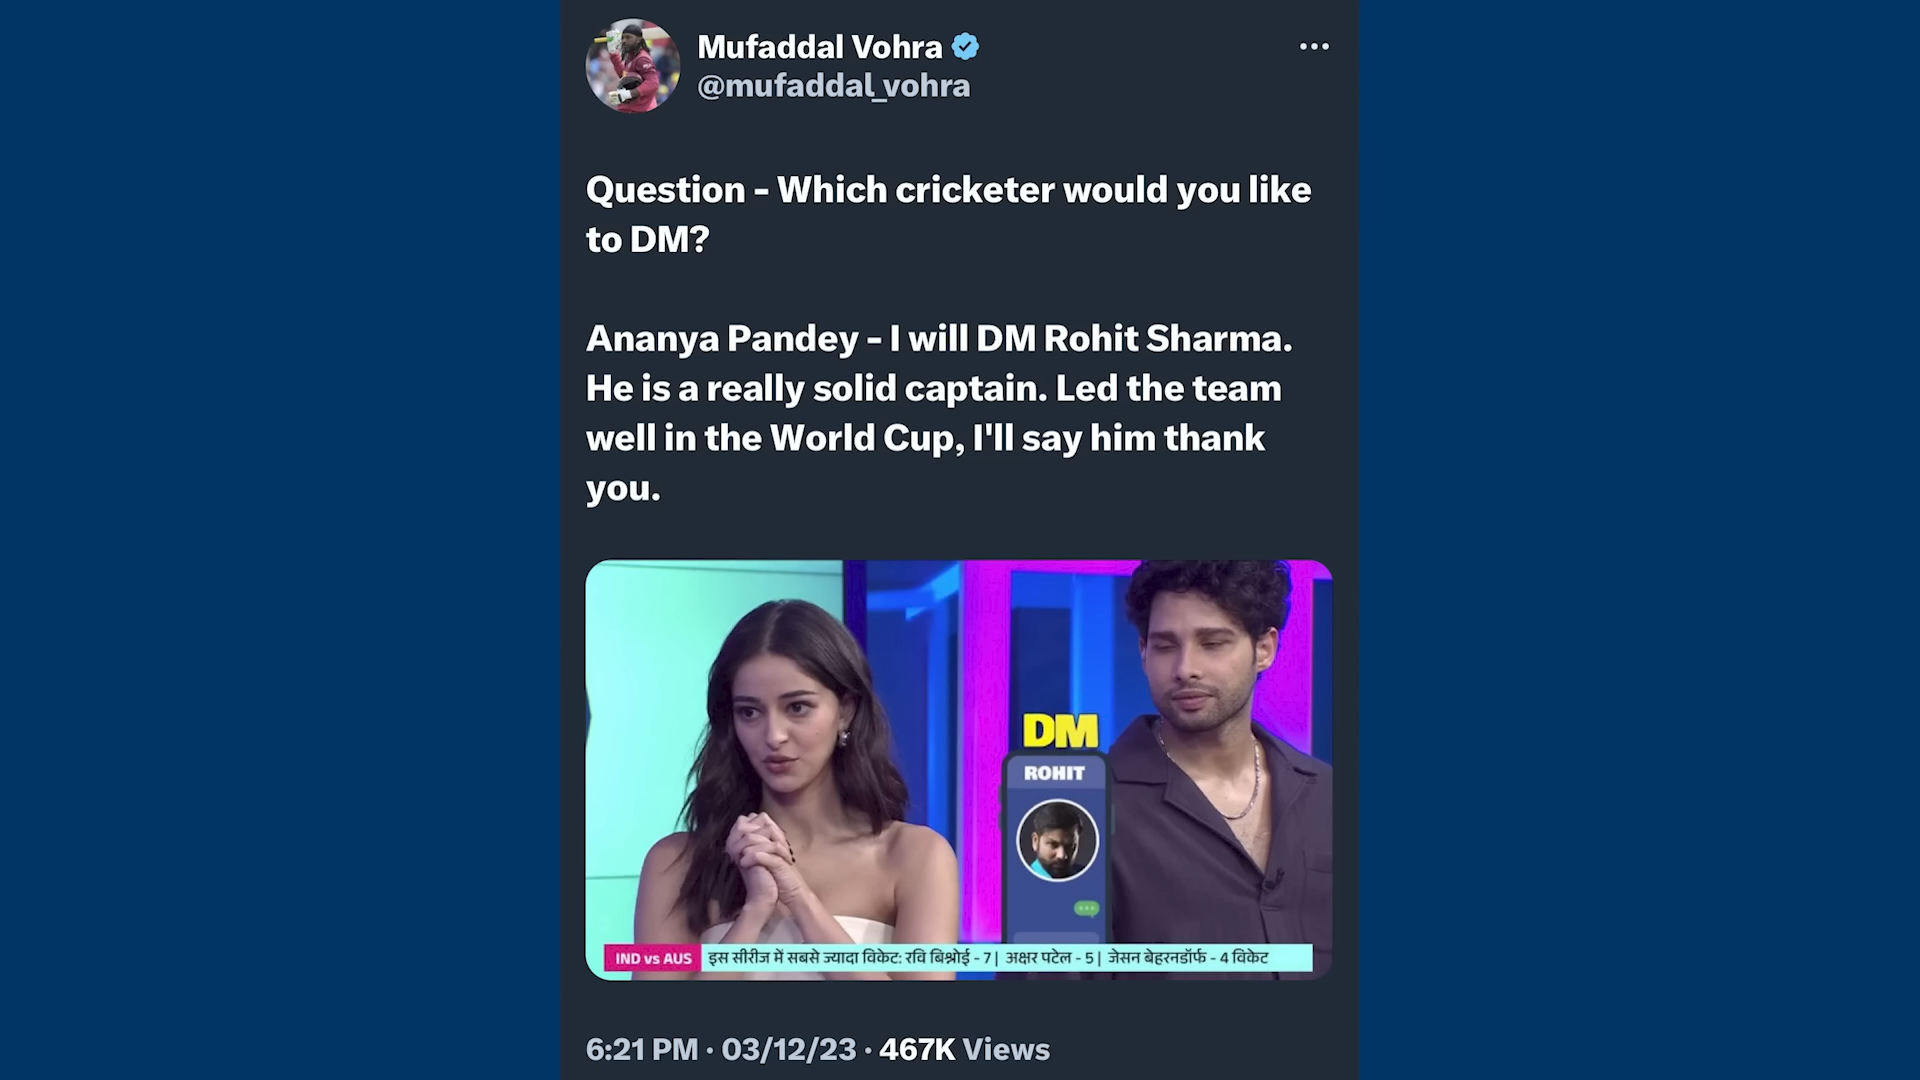 Mufaddal Vohra
@mufaddal_vohra
Question - Which cricketer would you like
to DM?
Ananya Pandey - I will DM Rohit Sharma.
He is a really solid captain. Led the team
well in the World Cup, I'll say him thank
you.
DM
ROHIT
IND vs AUS इस सीरीज में सबसे ज्यादा विकेट: रवि बिश्नोई - 7 | अक्षर पटेल - 5 | जेसन बेहरनडॉर्फ - 4 विकेट
6:21 PM · 03/12/23 · 467K Views